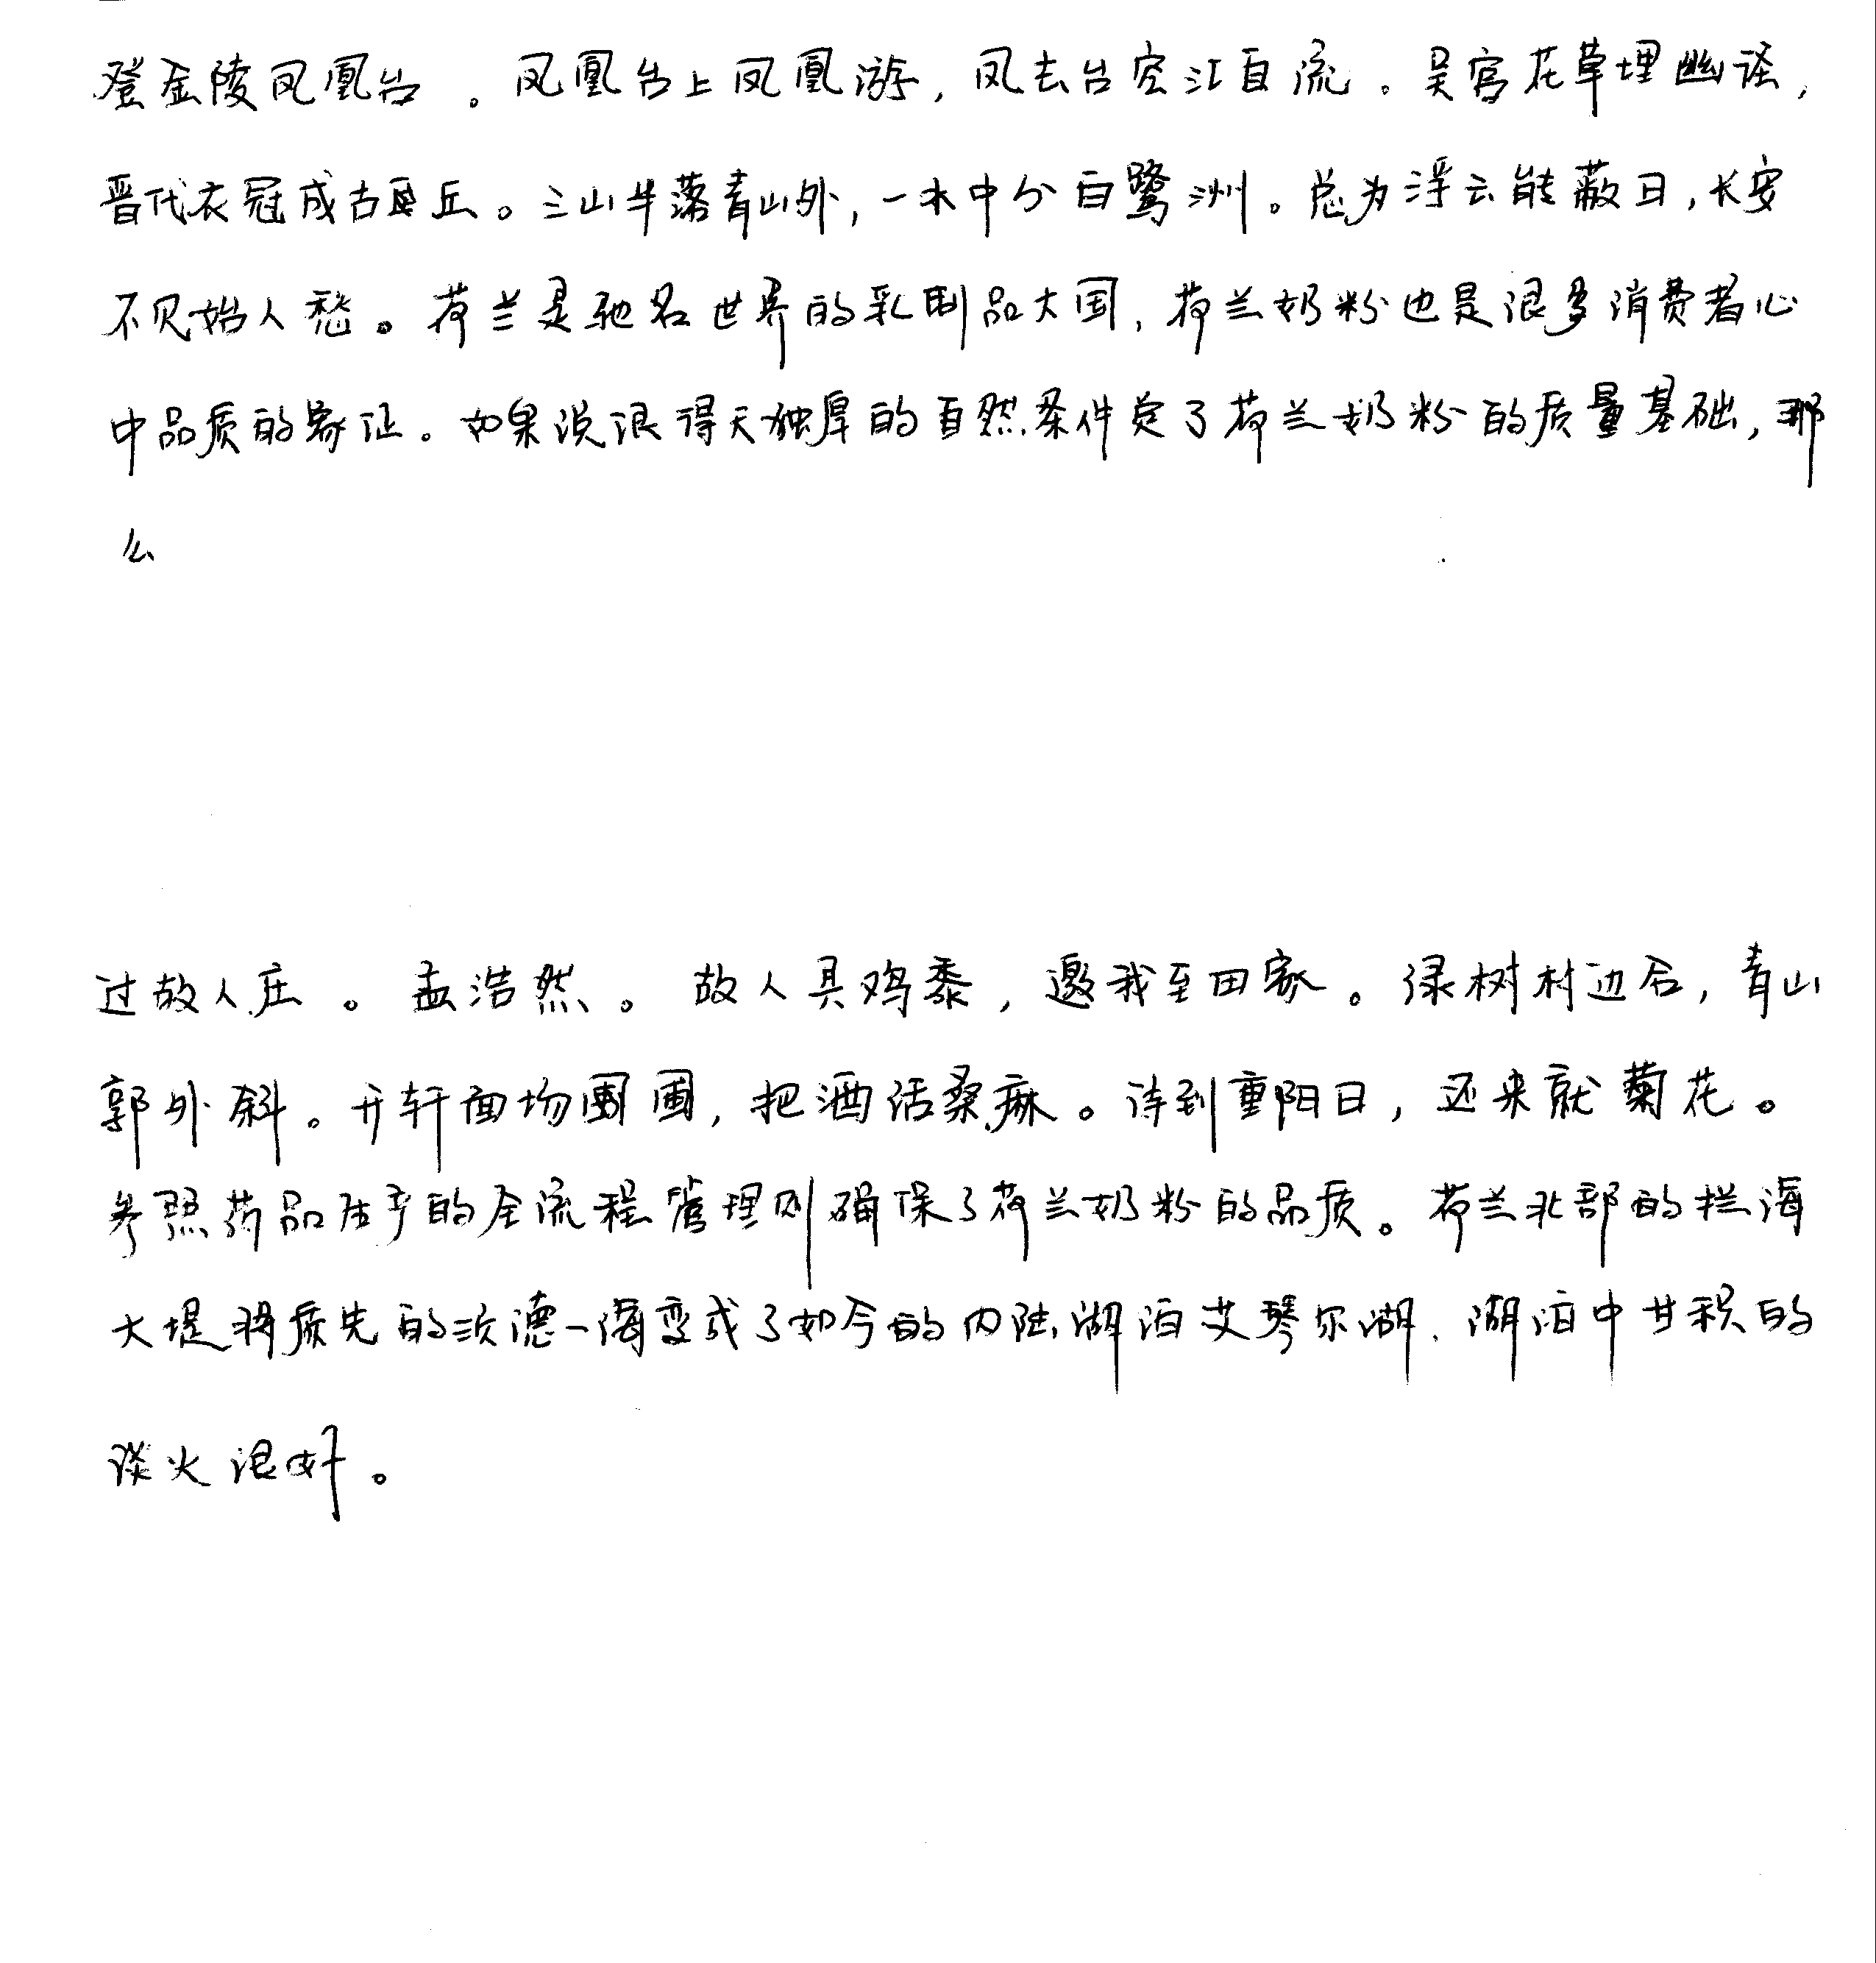 登金陵凤凰台。凤凰台上凤凰游,凤去台空江自流。吴宫花草埋幽径,
晋代衣冠成古丘。三山半落青山外,一水中分白鹭洲。总为浮云能蔽日,长安
不见始人愁。荷兰是驰名世界的乳制品大国,荷兰奶粉也是很多消费者心
中品质的象征。如果说很得天独厚的自然条件奠了荷兰奶粉的质量基础,那
么
过故人庄。孟浩然。故人具鸡黍,邀我至田家。绿树村边合,青山
郭外斜。开轩面场圃,把酒话桑麻。待到重阳日,还来就菊花。
参照药品生产的全流程管理则确保了荷兰奶粉的品质。荷兰北部的拦海
大堤将原先的须德一海变成了如今的内陆湖泊艾瑟尔湖.湖泊中甘积的
淡火很好。